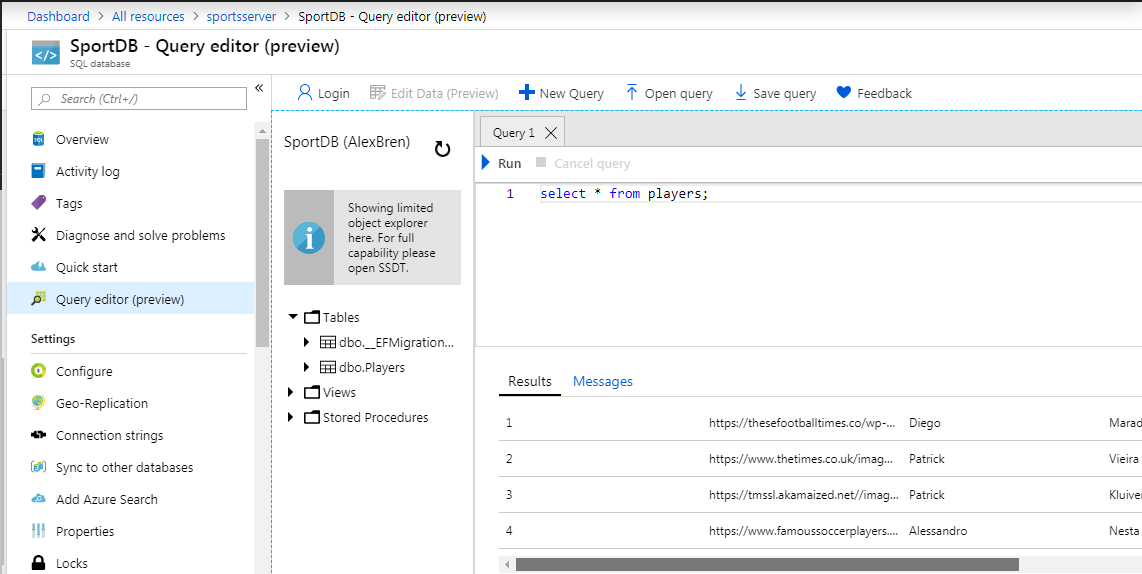 Dashboard > All resources > sportsserver > SportDB - Query editor (preview)
SportDB - Query editor (preview)
SQL database
Search (Ctrl+/)
«
Overview
Activity log
Tags
Diagnose and solve problems
Quick start
Query editor (preview)
Settings
Configure
Geo-Replication
Connection strings
Sync to other databases
Add Azure Search
Properties
Locks
Login
Edit Data (Preview)
New Query
Open query
Save query
Feedback
SportDB (AlexBren)
Showing limited
object explorer
here. For full
capability please
open SSDT.
Tables
dbo.__EFMigration...
dbo.Players
Views
Stored Procedures
Query 1
Run
Cancel query
1 select * from players;
Results
Messages
1 https://thesefootballtimes.co/wp-... Diego Marad
2 https://www.thetimes.co.uk/imag... Patrick Vieira
3 https://tmssl.akamaized.net//imag... Patrick Kluiver
4 https://www.famoussoccerplayers.... Alessandro Nesta